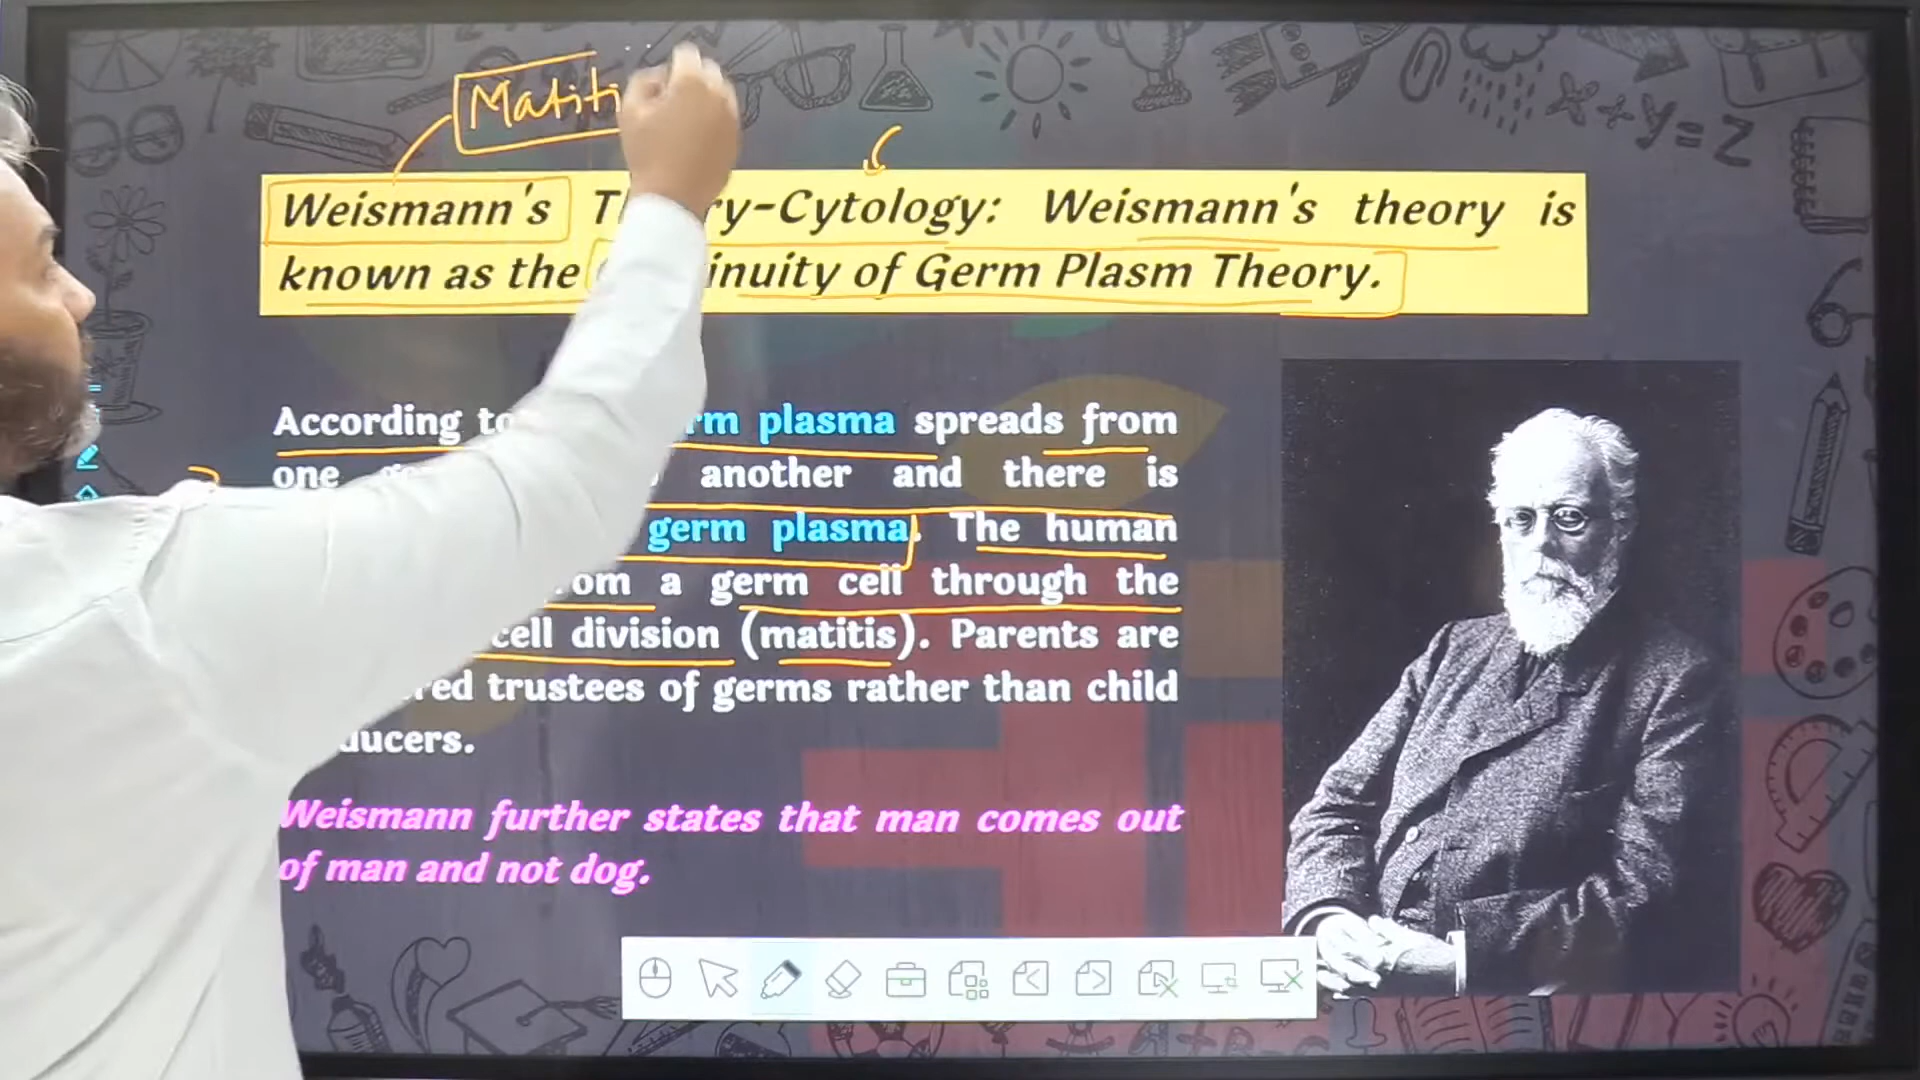 Matiti
Weismann's ry-Cytology: Weismann's theory is
known as the inuity of Germ Plasm Theory.
According to rm plasma spreads from
one another and there is
germ plasma. The human
om a germ cell through the
cell division (matitis). Parents are
red trustees of germs rather than child
ducers.
Weismann further states that man comes out
of man and not dog.
x+y=z